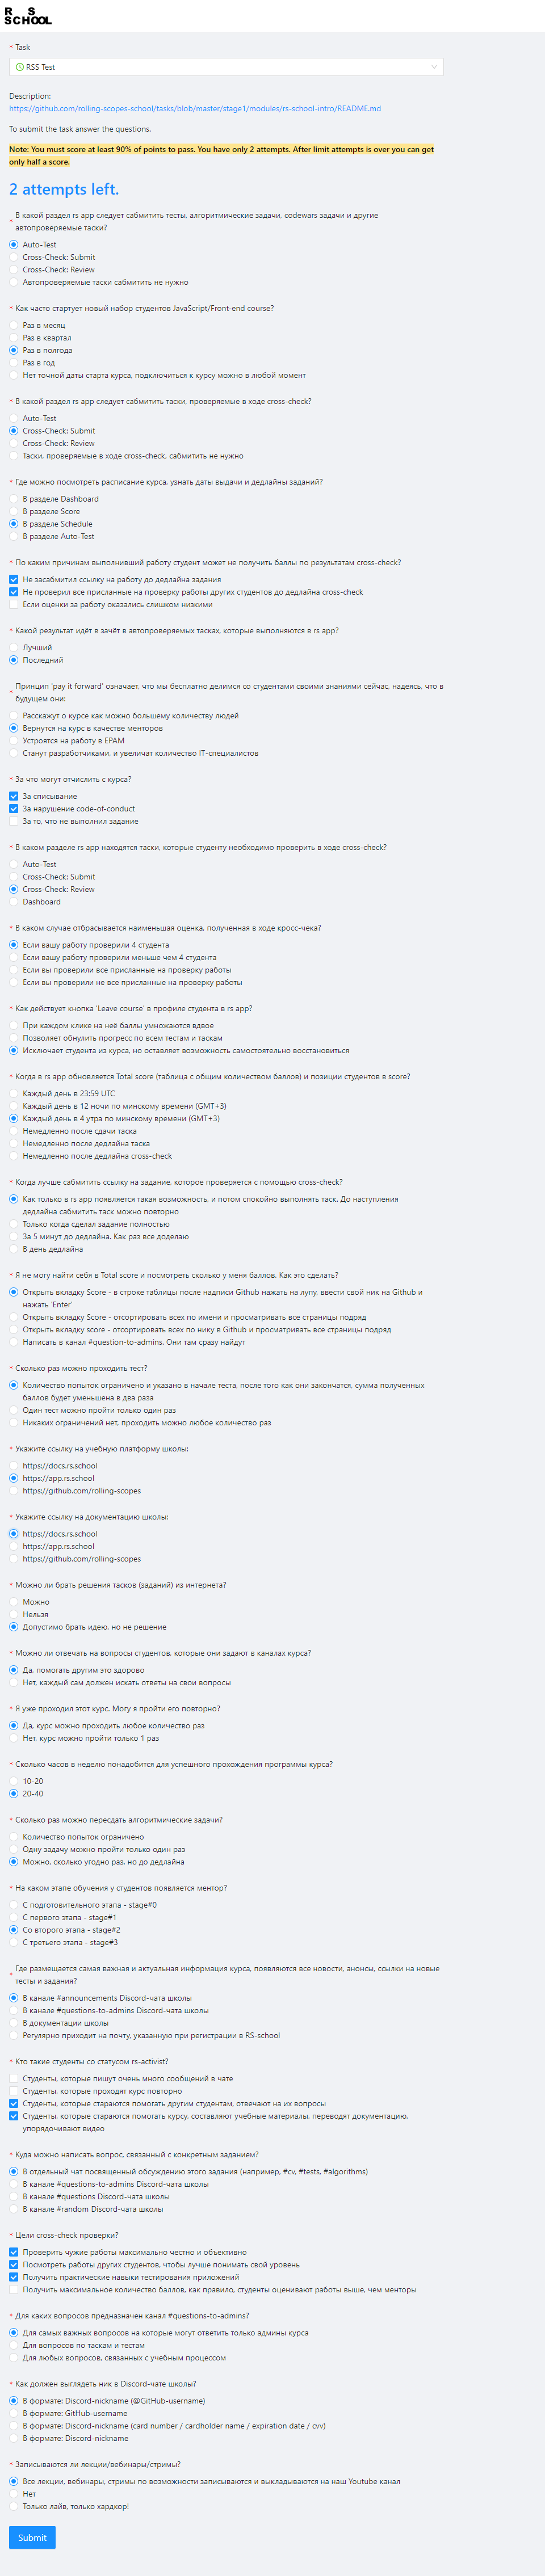 R S
SCHOOL
* Task
RSS Test
Description:
https://github.com/rolling-scopes-school/tasks/blob/master/stage1/modules/rs-school-intro/README.md
To submit the task answer the questions.
Note: You must score at least 90% of points to pass. You have only 2 attempts. After limit attempts is over you can get
only half a score.
2 attempts left.
* В какой раздел rs app следует сабмитить тесты, алгоритмические задачи, codewars задачи и другие
автопроверяемые таски?
Auto-Test
Cross-Check: Submit
Cross-Check: Review
Автопроверяемые таски сабмитить не нужно
* Как часто стартует новый набор студентов JavaScript/Front-end course?
Раз в месяц
Раз в квартал
Раз в полгода
Раз в год
Нет точной даты старта курса, подключиться к курсу можно в любой момент
* В какой раздел rs app следует сабмитить таски, проверяемые в ходе cross-check?
Auto-Test
Cross-Check: Submit
Cross-Check: Review
Таски, проверяемые в ходе cross-check, сабмитить не нужно
* Где можно посмотреть расписание курса, узнать даты выдачи и дедлайны заданий?
В разделе Dashboard
В разделе Score
В разделе Schedule
В разделе Auto-Test
* По каким причинам выполнивший работу студент может не получить баллы по результатам cross-check?
Не засабмитил ссылку на работу до дедлайна задания
Не проверил все присланные на проверку работы других студентов до дедлайна cross-check
Если оценки за работу оказались слишком низкими
* Какой результат идёт в зачёт в автопроверяемых тасках, которые выполняются в rs app?
Лучший
Последний
* Принцип 'pay it forward' означает, что мы бесплатно делимся со студентами своими знаниями сейчас, надеясь, что в
будущем они:
Расскажут о курсе как можно большему количеству людей
Вернутся на курс в качестве менторов
Устроятся на работу в EPAM
Станут разработчиками, и увеличат количество IT-специалистов
* За что могут отчислить с курса?
За списывание
За нарушение code-of-conduct
За то, что не выполнил задание
* В каком разделе rs app находятся таски, которые студенту необходимо проверить в ходе cross-check?
Auto-Test
Cross-Check: Submit
Cross-Check: Review
Dashboard
* В каком случае отбрасывается наименьшая оценка, полученная в ходе кросс-чека?
Если вашу работу проверили 4 студента
Если вашу работу проверили меньше чем 4 студента
Если вы проверили все присланные на проверку работы
Если вы проверили не все присланные на проверку работы
* Как действует кнопка 'Leave course' в профиле студента в rs app?
При каждом клике на неё баллы умножаются вдвое
Позволяет обнулить прогресс по всем тестам и таскам
Исключает студента из курса, но оставляет возможность самостоятельно восстановиться
* Когда в rs app обновляется Total score (таблица с общим количеством баллов) и позиции студентов в score?
Каждый день в 23:59 UTC
Каждый день в 12 ночи по минскому времени (GMT+3)
Каждый день в 4 утра по минскому времени (GMT+3)
Немедленно после сдачи таска
Немедленно после дедлайна таска
Немедленно после дедлайна cross-check
* Когда лучше сабмитить ссылку на задание, которое проверяется с помощью cross-check?
Как только в rs app появляется такая возможность, и потом спокойно выполнять таск. До наступления
дедлайна сабмитить таск можно повторно
Только когда сделал задание полностью
За 5 минут до дедлайна. Как раз все доделаю
В день дедлайна
* Я не могу найти себя в Total score и посмотреть сколько у меня баллов. Как это сделать?
Открыть вкладку Score - в строке таблицы после надписи Github нажать на лупу, ввести свой ник на Github и
нажать 'Enter'
Открыть вкладку Score - отсортировать всех по имени и просматривать все страницы подряд
Открыть вкладку score - отсортировать всех по нику в Github и просматривать все страницы подряд
Написать в канал #question-to-admins. Они там сразу найдут
* Сколько раз можно проходить тест?
Количество попыток ограничено и указано в начале теста, после того как они закончатся, сумма полученных
баллов будет уменьшена в два раза
Один тест можно пройти только один раз
Никаких ограничений нет, проходить можно любое количество раз
* Укажите ссылку на учебную платформу школы:
https://docs.rs.school
https://app.rs.school
https://github.com/rolling-scopes
* Укажите ссылку на документацию школы:
https://docs.rs.school
https://app.rs.school
https://github.com/rolling-scopes
* Можно ли брать решения тасков (заданий) из интернета?
Можно
Нельзя
Допустимо брать идею, но не решение
* Можно ли отвечать на вопросы студентов, которые они задают в каналах курса?
Да, помогать другим это здорово
Нет, каждый сам должен искать ответы на свои вопросы
* Я уже проходил этот курс. Могу я пройти его повторно?
Да, курс можно проходить любое количество раз
Нет, курс можно пройти только 1 раз
* Сколько часов в неделю понадобится для успешного прохождения программы курса?
10-20
20-40
* Сколько раз можно пересдать алгоритмические задачи?
Количество попыток ограничено
Одну задачу можно пройти только один раз
Можно, сколько угодно раз, но до дедлайна
* На каком этапе обучения у студентов появляется ментор?
С подготовительного этапа - stage#0
С первого этапа - stage#1
Со второго этапа - stage#2
С третьего этапа - stage#3
* Где размещается самая важная и актуальная информация курса, появляются все новости, анонсы, ссылки на новые
тесты и задания?
В канале #announcements Discord-чата школы
В канале #questions-to-admins Discord-чата школы
В документации школы
Регулярно приходит на почту, указанную при регистрации в RS-school
* Кто такие студенты со статусом rs-activist?
Студенты, которые пишут очень много сообщений в чате
Студенты, которые проходят курс повторно
Студенты, которые стараются помогать другим студентам, отвечают на их вопросы
Студенты, которые стараются помогать курсу, составляют учебные материалы, переводят документацию,
упорядочивают видео
* Куда можно написать вопрос, связанный с конкретным заданием?
В отдельный чат посвященный обсуждению этого задания (например, #cv, #tests, #algorithms)
В канале #questions-to-admins Discord-чата школы
В канале #questions Discord-чата школы
В канале #random Discord-чата школы
* Цели cross-check проверки?
Проверить чужие работы максимально честно и объективно
Посмотреть работы других студентов, чтобы лучше понимать свой уровень
Получить практические навыки тестирования приложений
Получить максимальное количество баллов, как правило, студенты оценивают работы выше, чем менторы
* Для каких вопросов предназначен канал #questions-to-admins?
Для самых важных вопросов на которые могут ответить только админы курса
Для вопросов по таскам и тестам
Для любых вопросов, связанных с учебным процессом
* Как должен выглядеть ник в Discord-чате школы?
В формате: Discord-nickname (@GitHub-username)
В формате: GitHub-username
В формате: Discord-nickname (card number / cardholder name / expiration date / cvv)
В формате: Discord-nickname
* Записываются ли лекции/вебинары/стримы?
Все лекции, вебинары, стримы по возможности записываются и выкладываются на наш Youtube канал
Нет
Только лайв, только хардкор!
Submit